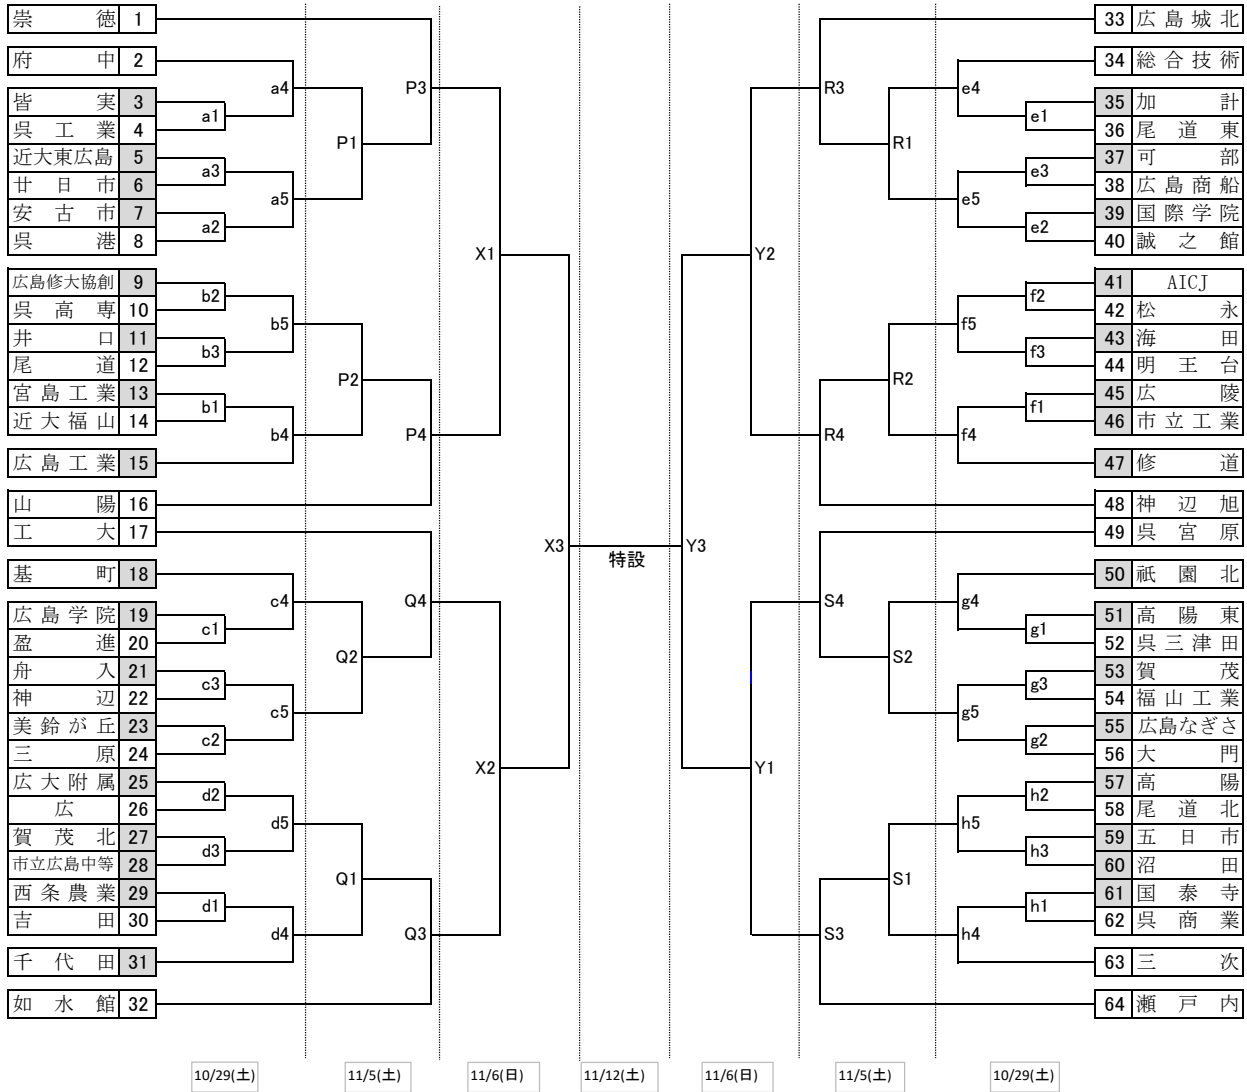 崇徳 1
府中 2
皆実 3
呉工業 4
近大東広島 5
廿日市 6
安古市 7
呉港 8
広島修大協創 9
呉高専 10
井口 11
尾道 12
宮島工業 13
近大福山 14
広島工業 15
山陽 16
工大 17
基町 18
広島学院 19
盈進 20
舟入 21
神辺 22
美鈴が丘 23
三原 24
広大附属 25
広 26
賀茂北 27
市立広島中等 28
西条農業 29
吉田 30
千代田 31
如水館 32
a4
a1
a3
a5
a2
b2
b5
b3
b1
b4
c4
c1
c3
c5
c2
d2
d5
d3
d1
d4
P3
P1
P2
P4
Q4
Q2
Q1
Q3
X1
X3
X2
特設
Y2
Y3
Y1
R3
R1
R2
R4
S4
S2
S1
S3
e4
e1
e3
e5
e2
f2
f5
f3
f1
f4
g4
g1
g3
g5
g2
h2
h5
h3
h1
h4
33 広島城北
34 総合技術
35 加計
36 尾道東
37 可部
38 広島商船
39 国際学院
40 誠之館
41 AICJ
42 松永
43 海田
44 明王台
45 広陵
46 市立工業
47 修道
48 神辺旭
49 呉宮原
50 祇園北
51 高陽東
52 呉三津田
53 賀茂
54 福山工業
55 広島なぎさ
56 大門
57 高陽
58 尾道北
59 五日市
60 沼田
61 国泰寺
62 呉商業
63 三次
64 瀬戸内
10/29(土)
11/5(土)
11/6(日)
11/12(土)
11/6(日)
11/5(土)
10/29(土)